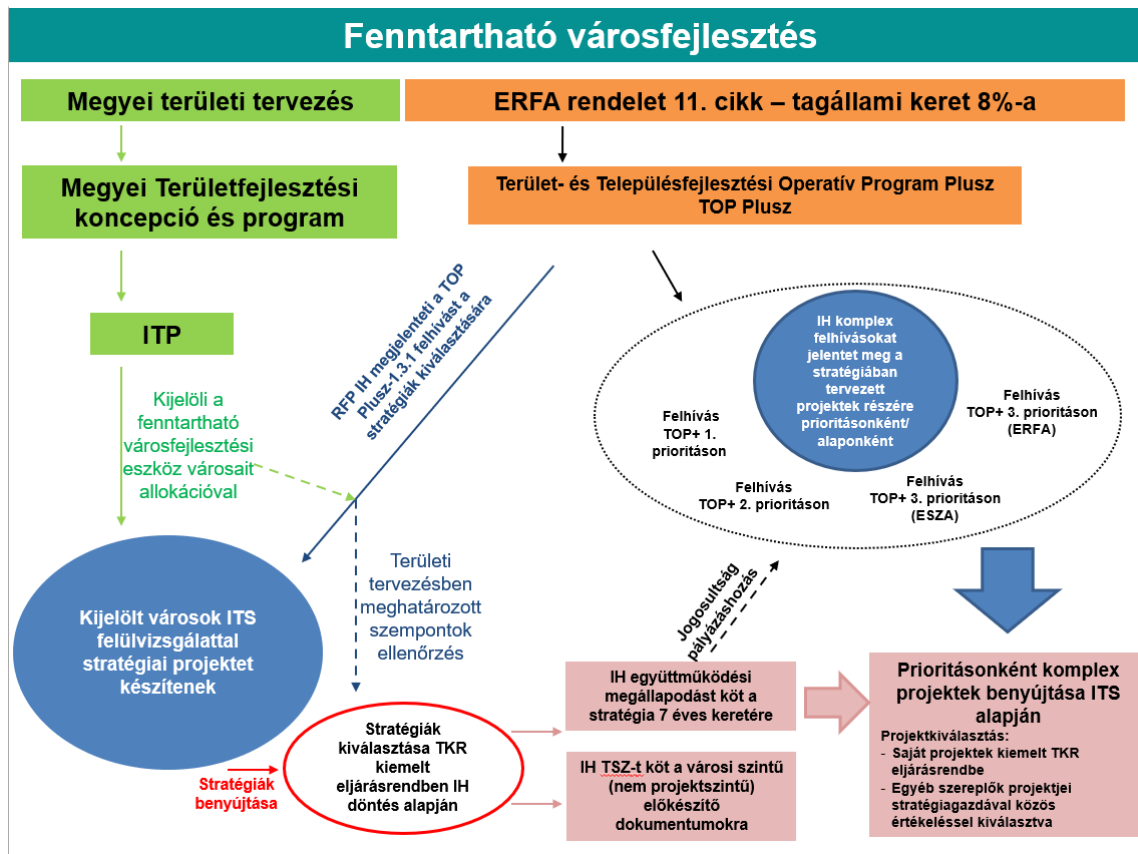 Fenntartható városfejlesztés
Megyei területi tervezés
ERFA rendelet 11. cikk – tagállami keret 8%-a
Megyei Területfejlesztési
koncepció és program
Terület- és Településfejlesztési Operatív Program Plusz
TOP Plusz
ITP
Kijelöli a
fenntartható
városfejlesztési
eszköz városait
allokációval
RFP IH megjelenteti a TOP
Plusz-1.3.1 felhívást a
stratégiák kiválasztására
IH komplex
felhívásokat
jelentet meg a
stratégiában
tervezett
projektek részére
prioritásonként/
alaponként
Felhívás
TOP+ 1.
prioritáson
Felhívás
TOP+ 2. prioritáson
Felhívás
TOP+ 3. prioritáson
(ESZA)
Felhívás
TOP+ 3. prioritáson
(ERFA)
Kijelölt városok ITS
felülvizsgálattal
stratégiai projektet
készítenek
Területi
tervezésben
meghatározott
szempontok
ellenőrzés
Jogosultság
pályázáshozás
Stratégiák
benyújtása
Stratégiák
kiválasztása TKR
kiemelt
eljárásrendben IH
döntés alapján
IH együttműködési
megállapodást köt a
stratégia 7 éves keretére
IH TSZ-t köt a városi szintű
(nem projektszintű)
előkészítő
dokumentumokra
Prioritásonként komplex
projektek benyújtása ITS
alapján
Projektkiválasztás:
- Saját projektek kiemelt TKR
eljárásrendbe
- Egyéb szereplők projektjei
stratégiagazdával közös
értékeléssel kiválasztva